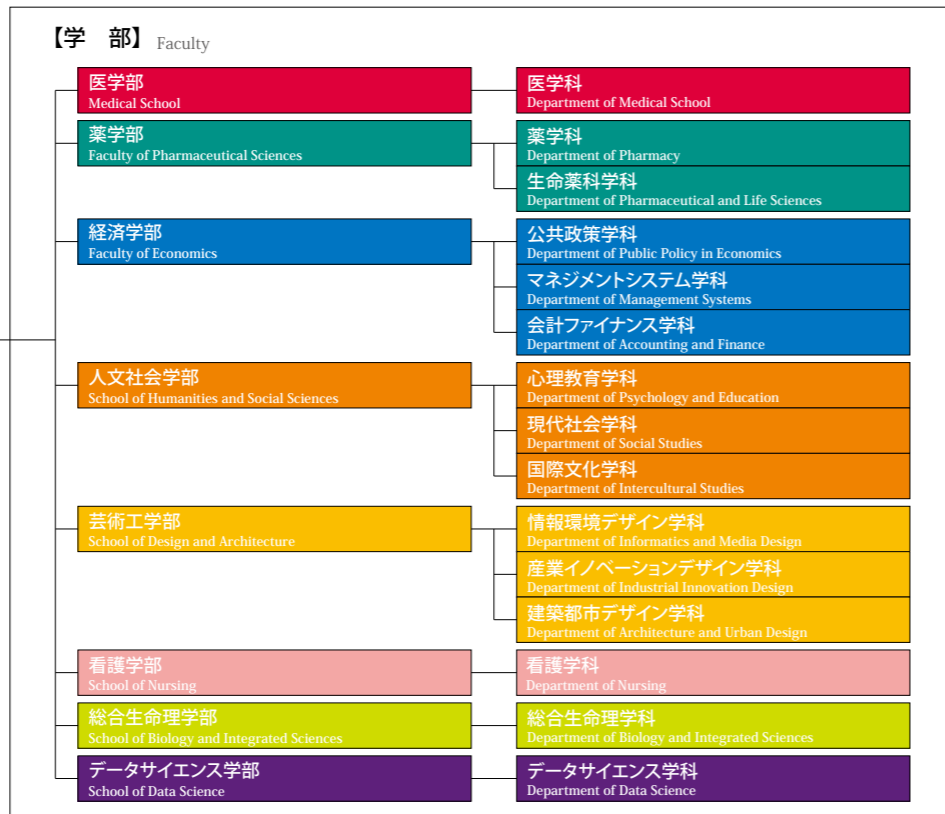 【学　部】 Faculty
医学部
Medical School
医学科
Department of Medical School
薬学部
Faculty of Pharmaceutical Sciences
薬学科
Department of Pharmacy
生命薬科学科
Department of Pharmaceutical and Life Sciences
経済学部
Faculty of Economics
公共政策学科
Department of Public Policy in Economics
マネジメントシステム学科
Department of Management Systems
会計ファイナンス学科
Department of Accounting and Finance
人文社会学部
School of Humanities and Social Sciences
心理教育学科
Department of Psychology and Education
現代社会学科
Department of Social Studies
国際文化学科
Department of Intercultural Studies
芸術工学部
School of Design and Architecture
情報環境デザイン学科
Department of Informatics and Media Design
産業イノベーションデザイン学科
Department of Industrial Innovation Design
建築都市デザイン学科
Department of Architecture and Urban Design
看護学部
School of Nursing
看護学科
Department of Nursing
総合生命理学部
School of Biology and Integrated Sciences
総合生命理学科
Department of Biology and Integrated Sciences
データサイエンス学部
School of Data Science
データサイエンス学科
Department of Data Science